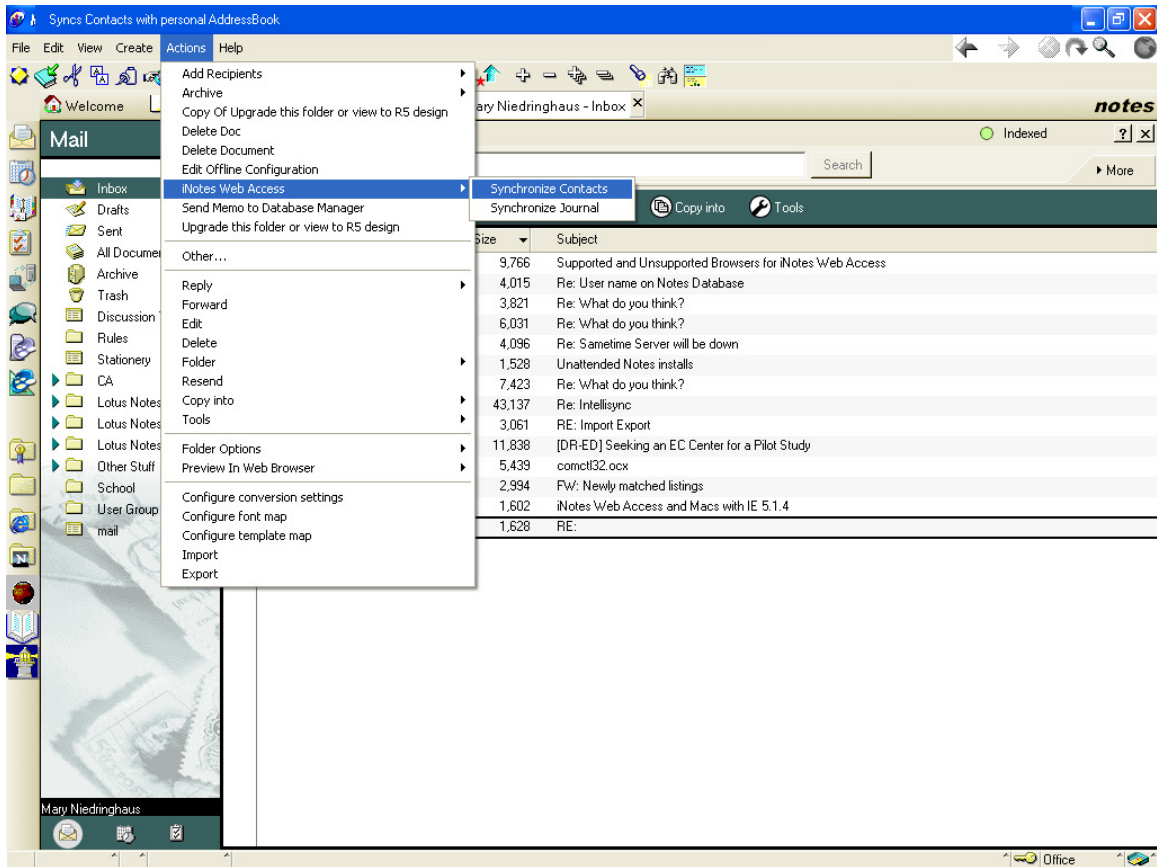 Syncs Contacts with personal AddressBook
File Edit View Create Actions Help
Welcome
ary Niedringhaus - Inbox
notes
Mail
Indexed
Search
More
Inbox
Drafts
Sent
All Documen
Archive
Trash
Discussion
Rules
Stationery
CA
Lotus Notes
Lotus Notes
Lotus Notes
Other Stuff
School
User Group
mail
Mary Niedringhaus
Add Recipients
Archive
Copy Of Upgrade this folder or view to R5 design
Delete Doc
Delete Document
Edit Offline Configuration
iNotes Web Access
Send Memo to Database Manager
Upgrade this folder or view to R5 design
Other...
Reply
Forward
Edit
Delete
Folder
Resend
Copy into
Tools
Folder Options
Preview In Web Browser
Configure conversion settings
Configure font map
Configure template map
Import
Export
Synchronize Contacts
Synchronize Journal
Copy into Tools
Size Subject
9,766 Supported and Unsupported Browsers for iNotes Web Access
4,015 Re: User name on Notes Database
3,821 Re: What do you think?
6,031 Re: What do you think?
4,096 Re: Sametime Server will be down
1,528 Unattended Notes installs
7,423 Re: What do you think?
43,137 Re: Intellisync
3,061 RE: Import Export
11,838 [DR-ED] Seeking an EC Center for a Pilot Study
5,439 comctl32.ocx
2,994 FW: Newly matched listings
1,602 iNotes Web Access and Macs with IE 5.1.4
1,628 RE:
Office